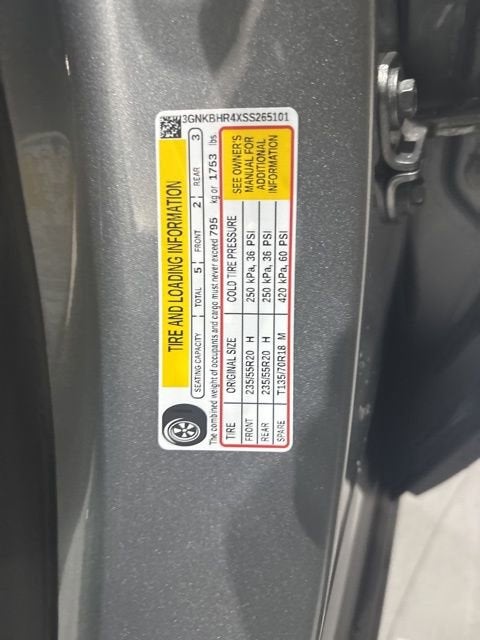 3GNKBHR4XSS265101
TIRE AND LOADING INFORMATION
SEATING CAPACITY TOTAL 5 FRONT 2 REAR 3
The combined weight of occupants and cargo must never exceed 795 kg or 1753 lbs
TIRE ORIGINAL SIZE COLD TIRE PRESSURE
FRONT 235/55R20 H 250 kPa, 36 PSI
REAR 235/55R20 H 250 kPa, 36 PSI
SPARE T135/70R18 M 420 kPa, 60 PSI
SEE OWNER'S
MANUAL FOR
ADDITIONAL
INFORMATION